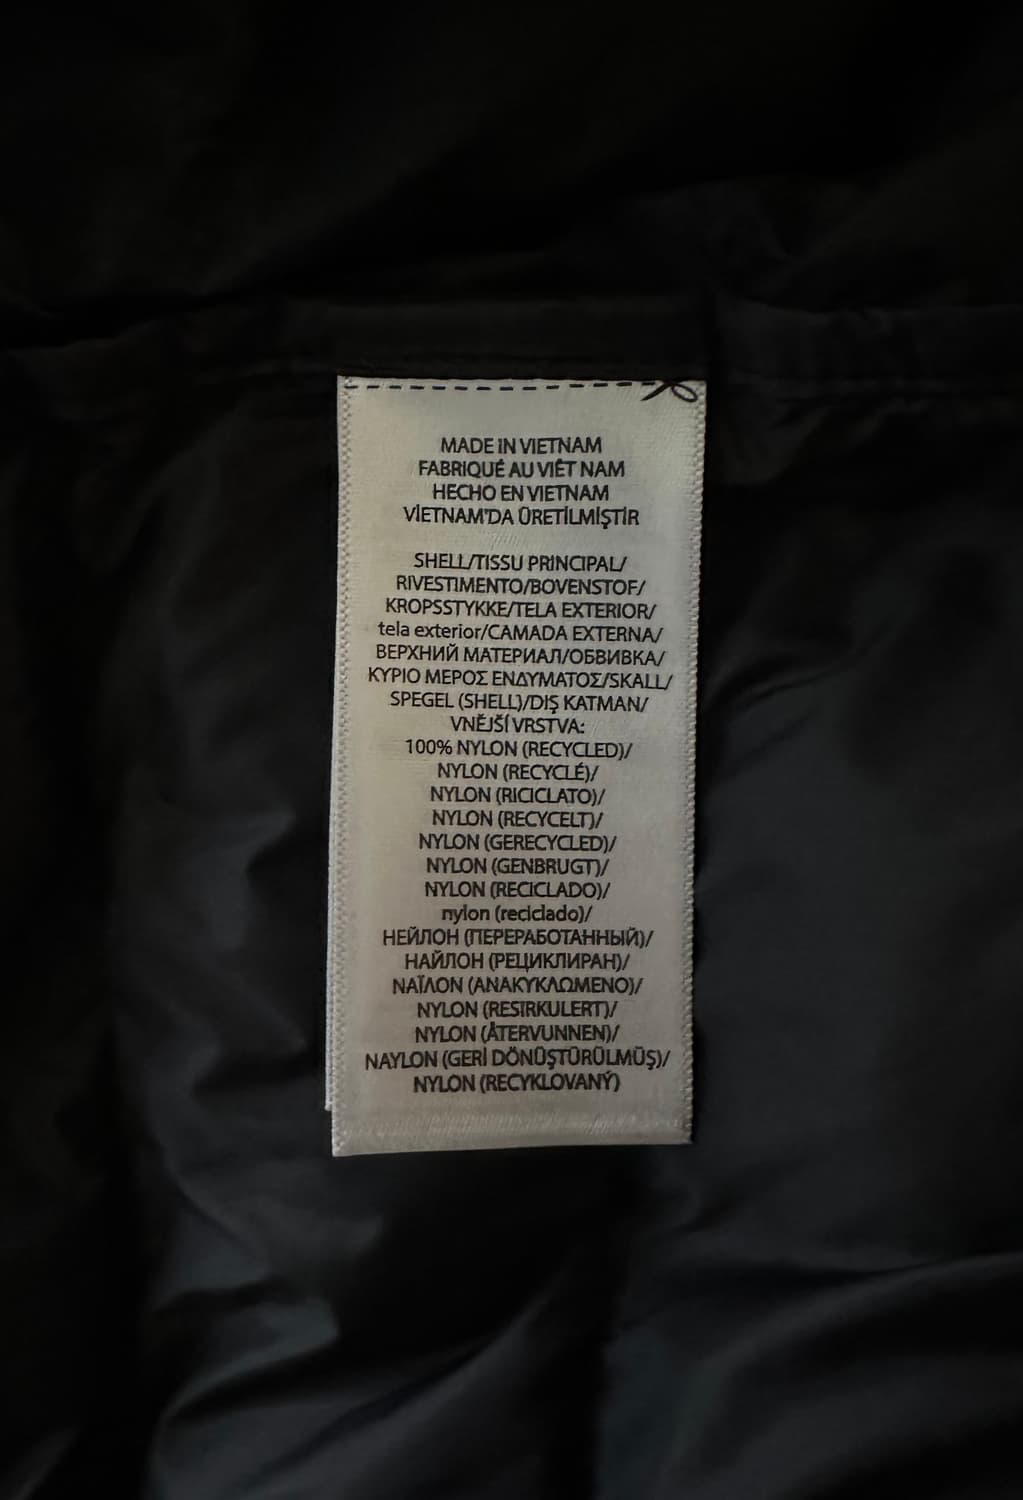 MADE IN VIETNAM
FABRIQUÉ AU VIÊT NAM
HECHO EN VIETNAM
VİETNAM'DA ÜRETİLMİŞTİR
SHELL/TISSU PRINCIPAL/
RIVESTIMENTO/BOVENSTOF/
KROPSSTYKKE/TELA EXTERIOR/
tela exterior/CAMADA EXTERNA/
ВЕРХНИЙ МАТЕРИАЛ/ОБВИВКА/
ΚΥΡΙΟ ΜΕΡΟΣ ΕΝΔΥΜΑΤΟΣ/SKALL/
SPEGEL (SHELL)/DIŞ KATMAN/
VNĚJŠÍ VRSTVA:
100% NYLON (RECYCLED)/
NYLON (RECYCLÉ)/
NYLON (RICICLATO)/
NYLON (RECYCELT)/
NYLON (GERECYCLED)/
NYLON (GENBRUGT)/
NYLON (RECICLADO)/
nylon (reciclado)/
НЕЙЛОН (ПЕРЕРАБОТАННЫЙ)/
НАЙЛОН (РЕЦИКЛИРАН)/
ΝΑΪΛΟΝ (ΑΝΑΚΥΚΛΩΜΕΝΟ)/
NYLON (RESIRKULERT)/
NYLON (ÅTERVUNNEN)/
NAYLON (GERİ DÖNÜŞTÜRÜLMÜŞ)/
NYLON (RECYKLOVANÝ)